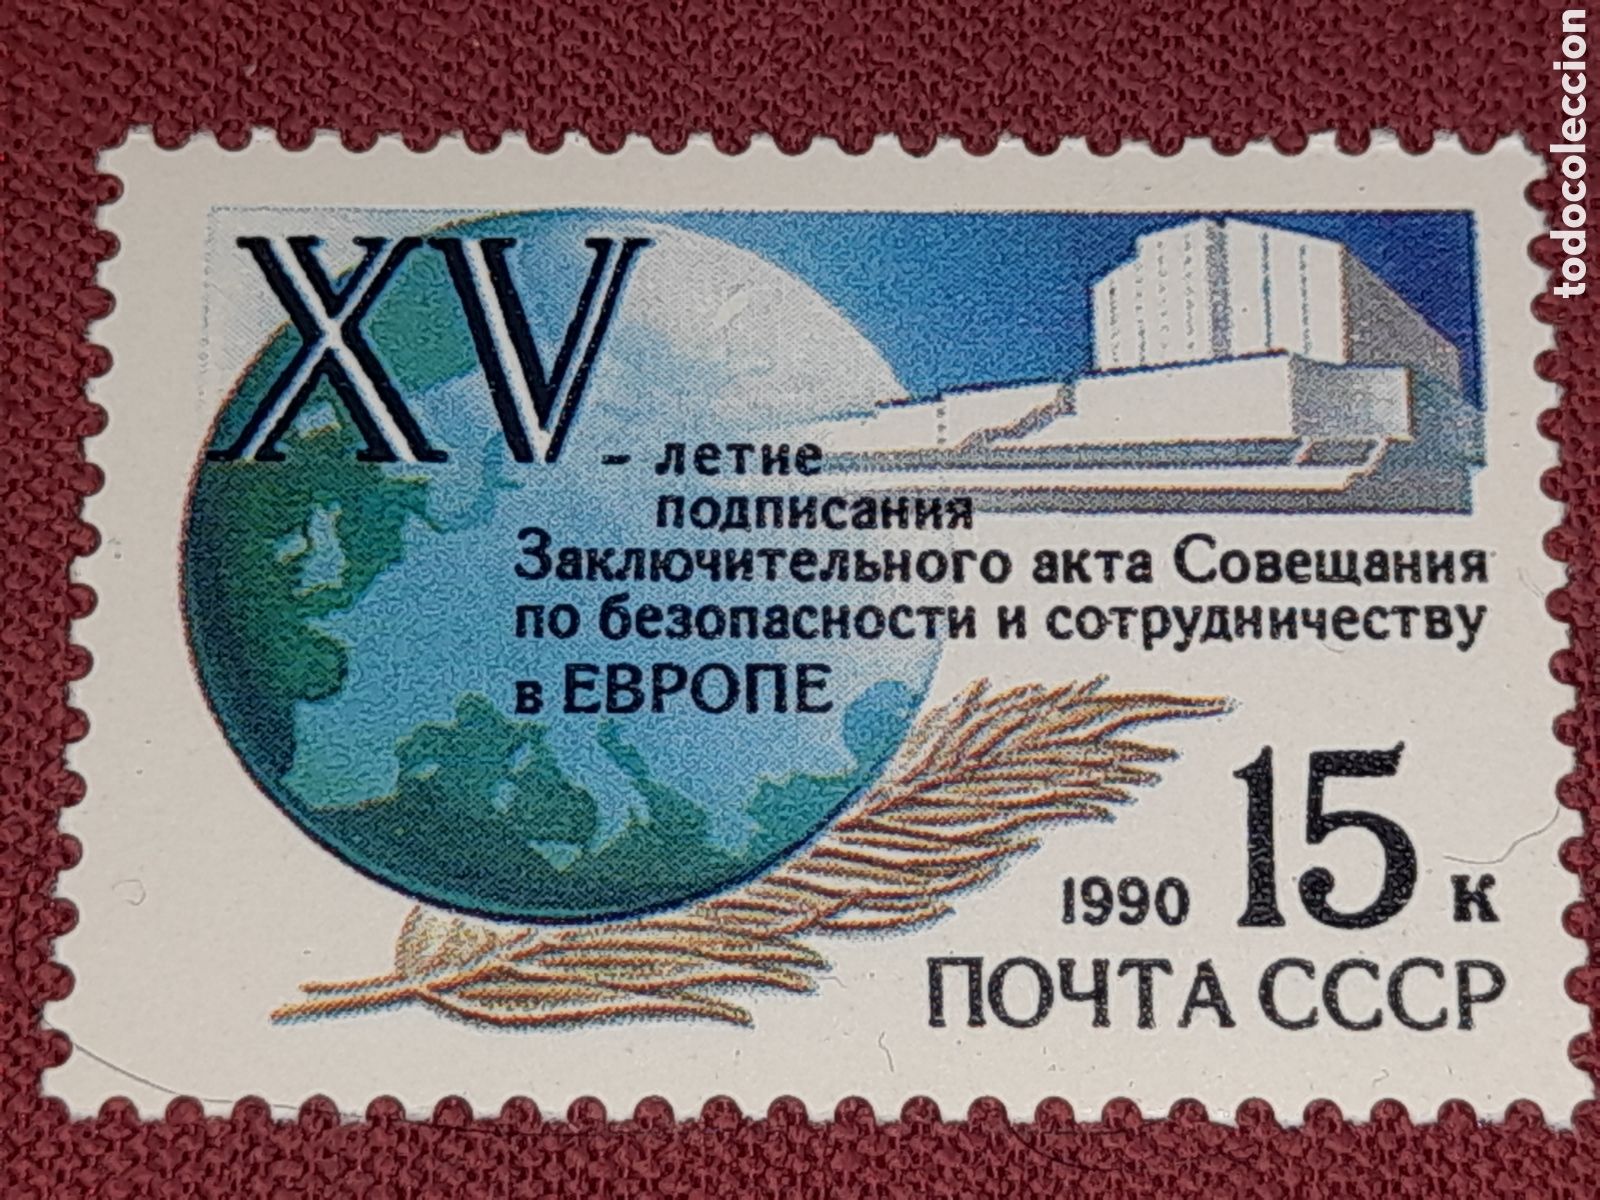 XV - летие
подписания
Заключительного акта Совещания
по безопасности и сотрудничеству
в ЕВРОПЕ
1990 15 к
ПОЧТА СССР
todocoleccion